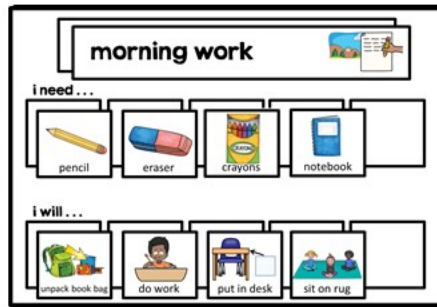 morning work
i need . . .
pencil
eraser
crayons
notebook
i will . . .
unpack book bag
do work
put in desk
sit on rug